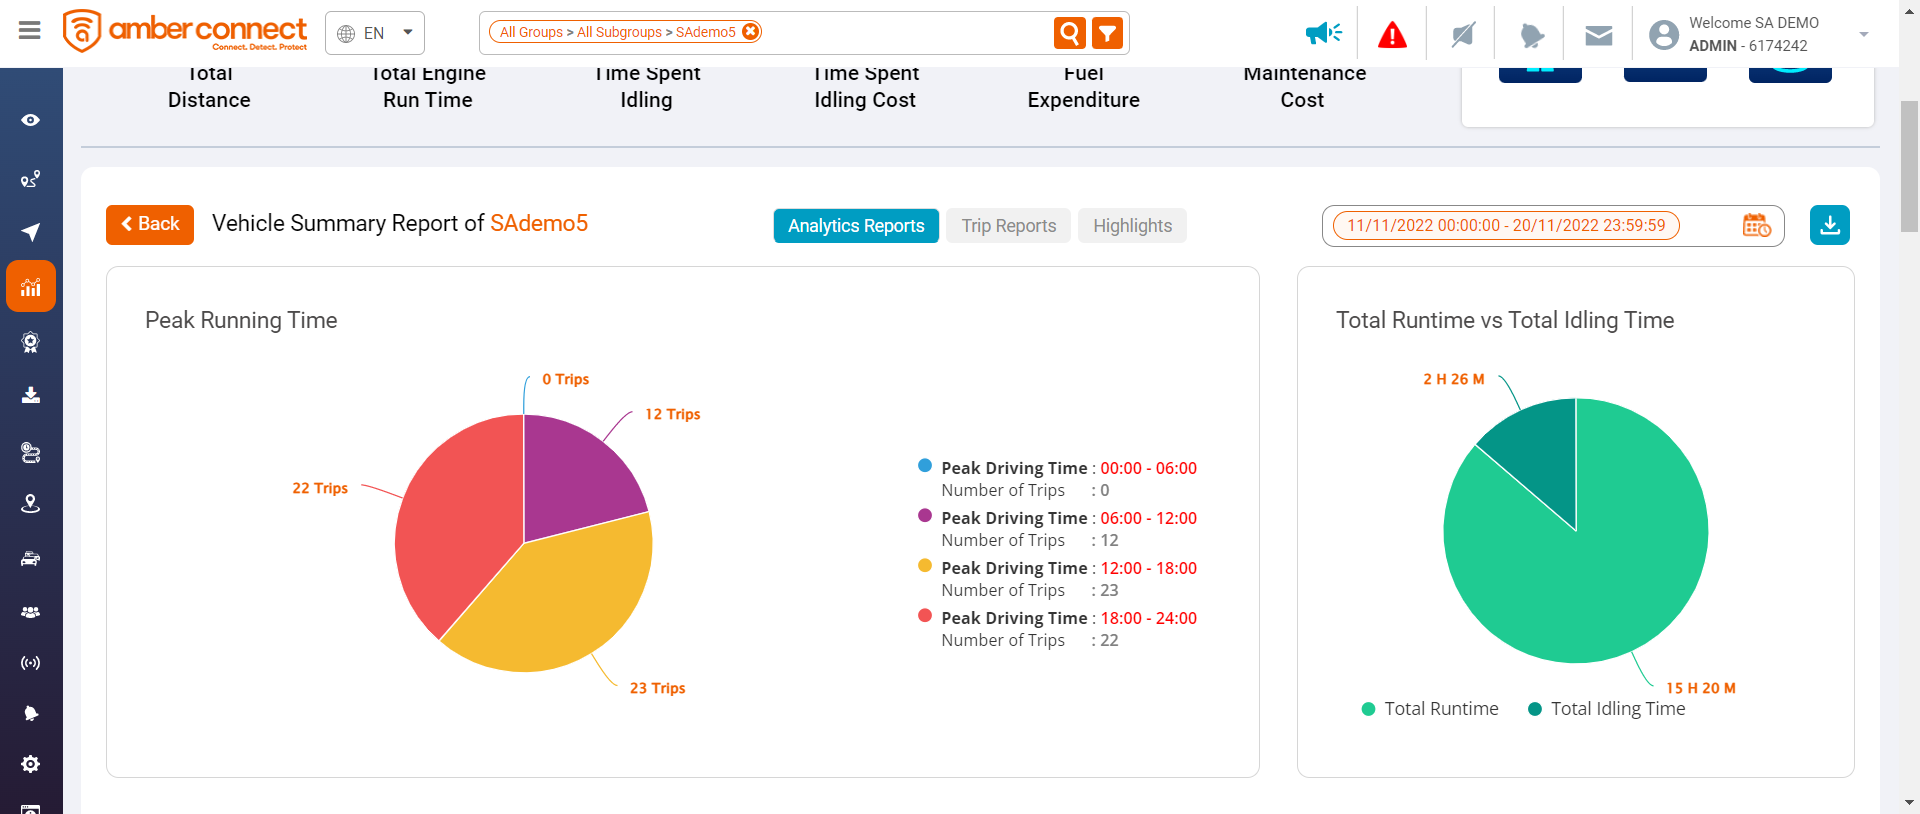 amber connect
Connect. Detect. Protect
EN
All Groups > All Subgroups > SAdemo5
Welcome SA DEMO
ADMIN - 6174242
Total
Distance
Total Engine
Run Time
Time Spent
Idling
Time Spent
Idling Cost
Fuel
Expenditure
Maintenance
Cost
Back
Vehicle Summary Report of SAdemo5
Analytics Reports
Trip Reports
Highlights
11/11/2022 00:00:00 - 20/11/2022 23:59:59
Peak Running Time
0 Trips
12 Trips
22 Trips
23 Trips
Peak Driving Time : 00:00 - 06:00
Number of Trips : 0
Peak Driving Time : 06:00 - 12:00
Number of Trips : 12
Peak Driving Time : 12:00 - 18:00
Number of Trips : 23
Peak Driving Time : 18:00 - 24:00
Number of Trips : 22
Total Runtime vs Total Idling Time
2 H 26 M
15 H 20 M
Total Runtime
Total Idling Time